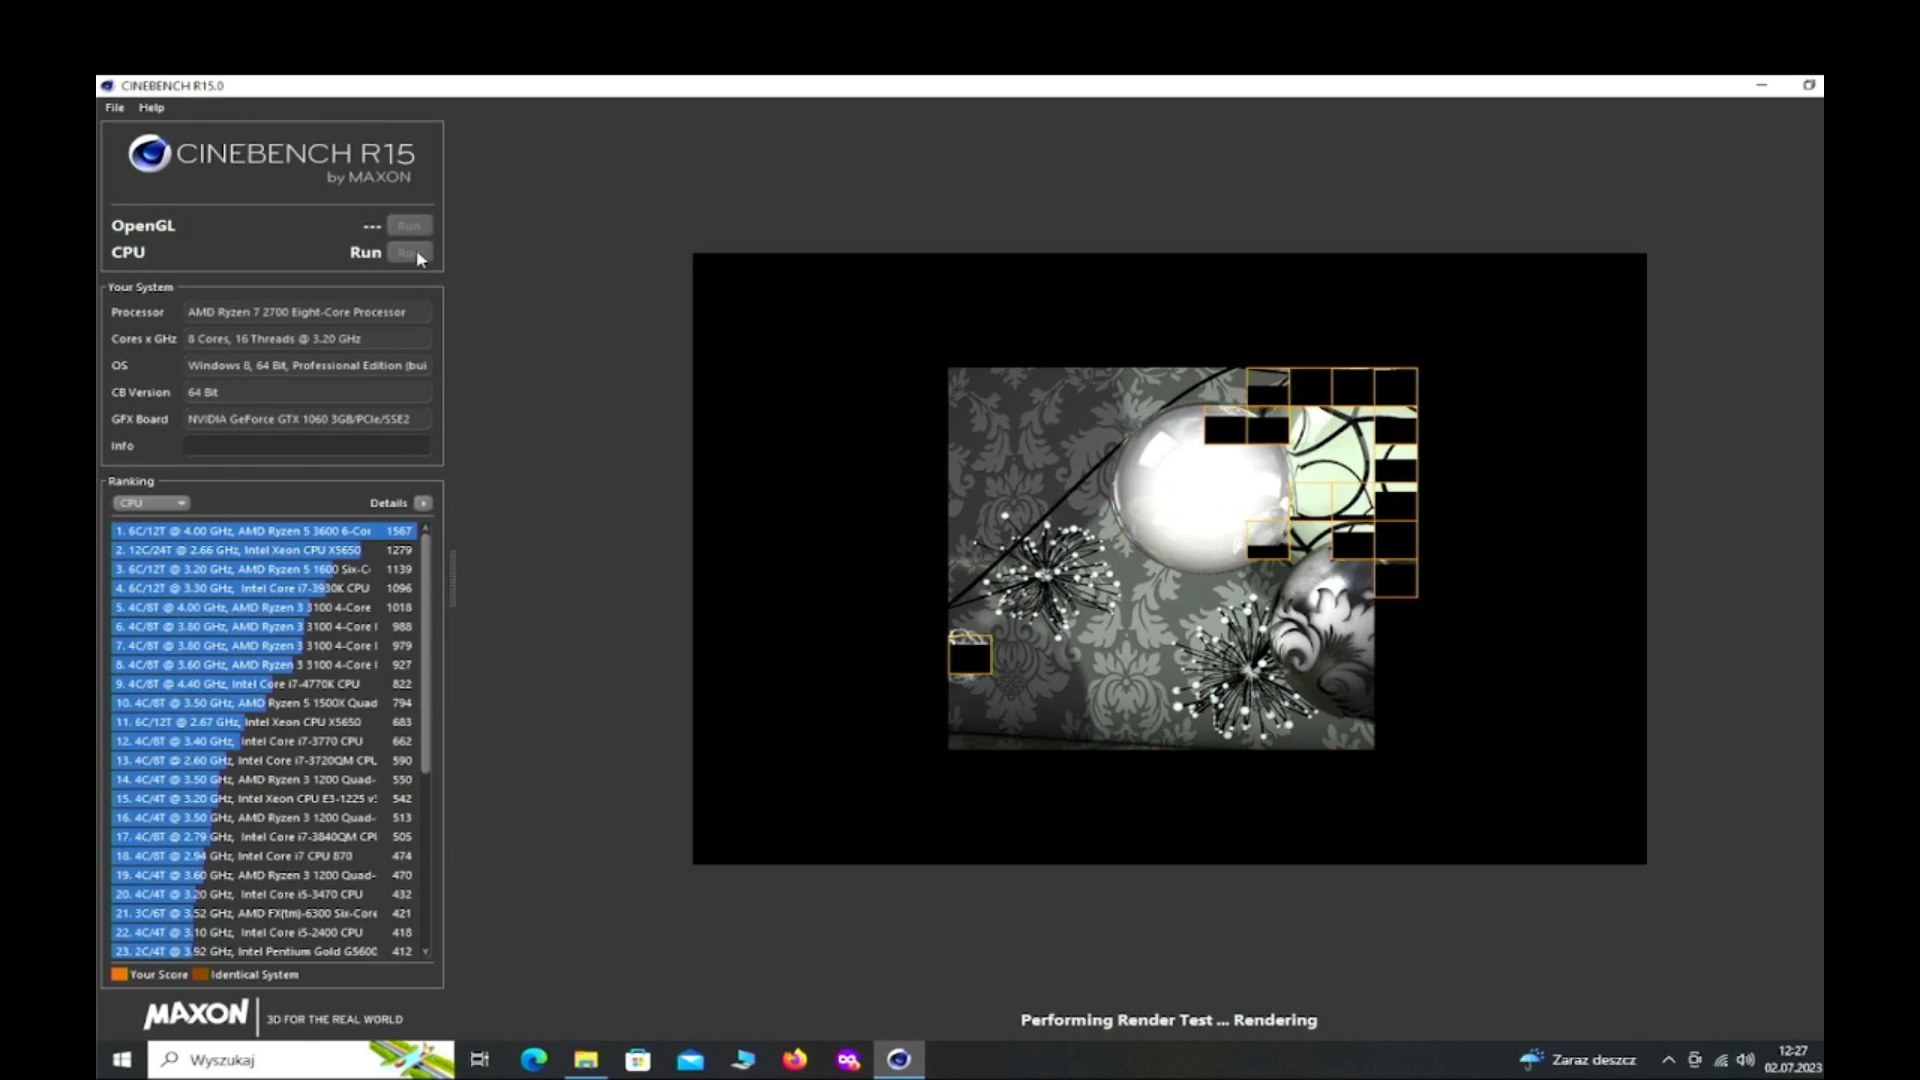 CINEBENCH R15.0
File Help
CINEBENCH R15
by MAXON
OpenGL --- Run
CPU Run
Your System
Processor AMD Ryzen 7 2700 Eight-Core Processor
Cores x GHz 8 Cores, 16 Threads @ 3.20 GHz
OS Windows 8, 64 Bit, Professional Edition (bui
CB Version 64 Bit
GFX Board NVIDIA GeForce GTX 1060 3GB/PCIe/SSE2
Info
Ranking
CPU Details
1. 6C/12T @ 4.00 GHz, AMD Ryzen 5 3600 6-Cor 1567
2. 12C/24T @ 2.66 GHz, Intel Xeon CPU X5650 1279
3. 6C/12T @ 3.20 GHz, AMD Ryzen 5 1600 Six-C 1139
4. 6C/12T @ 3.30 GHz, Intel Core i7-3930K CPU 1096
5. 4C/8T @ 4.00 GHz, AMD Ryzen 3 3100 4-Core 1018
6. 4C/8T @ 3.80 GHz, AMD Ryzen 3 3100 4-Core 988
7. 4C/8T @ 3.80 GHz, AMD Ryzen 3 3100 4-Core 979
8. 4C/8T @ 3.60 GHz, AMD Ryzen 3 3100 4-Core 927
9. 4C/8T @ 4.40 GHz, Intel Core i7-4770K CPU 822
10. 4C/8T @ 3.50 GHz, AMD Ryzen 5 1500X Quad 794
11. 6C/12T @ 2.67 GHz, Intel Xeon CPU X5650 683
12. 4C/8T @ 3.40 GHz, Intel Core i7-3770 CPU 662
13. 4C/8T @ 2.60 GHz, Intel Core i7-3720QM CPU 590
14. 4C/4T @ 3.50 GHz, AMD Ryzen 3 1200 Quad- 550
15. 4C/4T @ 3.20 GHz, Intel Xeon CPU E3-1225 v3 542
16. 4C/4T @ 3.50 GHz, AMD Ryzen 3 1200 Quad- 513
17. 4C/8T @ 2.79 GHz, Intel Core i7-3840QM CPU 505
18. 4C/8T @ 2.94 GHz, Intel Core i7 CPU 870 474
19. 4C/4T @ 3.60 GHz, AMD Ryzen 3 1200 Quad- 470
20. 4C/4T @ 3.20 GHz, Intel Core i5-3470 CPU 432
21. 3C/6T @ 3.52 GHz, AMD FX(tm)-6300 Six-Core 421
22. 4C/4T @ 3.10 GHz, Intel Core i5-2400 CPU 418
23. 2C/4T @ 3.92 GHz, Intel Pentium Gold G5600 412
Your Score Identical System
MAXON 3D FOR THE REAL WORLD
Performing Render Test ... Rendering
Wyszukaj
Zaraz deszcz
12:27
02.07.2023